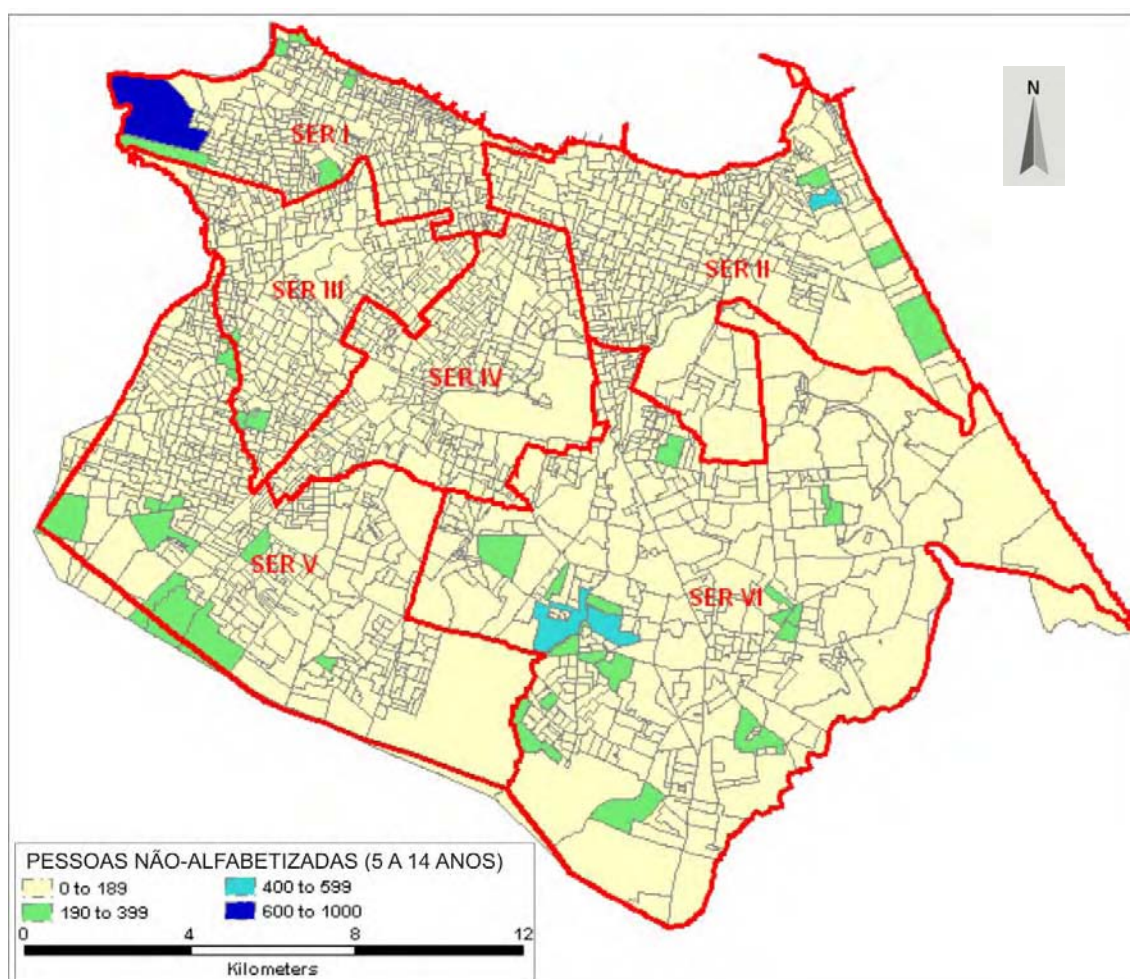 N
SER I
SER II
SER III
SER IV
SER V
SER VI
PESSOAS NÃO-ALFABETIZADAS (5 A 14 ANOS)
0 to 189 400 to 599
190 to 399 600 to 1000
0 4 8 12
Kilometers